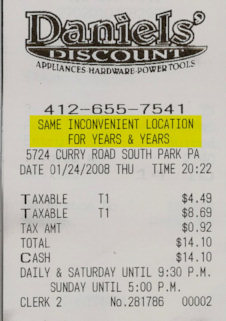 Daniels'
DISCOUNT
APPLIANCES HARDWARE-POWER TOOLS
412-655-7541
SAME INCONVENIENT LOCATION
FOR YEARS & YEARS
5724 CURRY ROAD SOUTH PARK PA
DATE 01/24/2008 THU TIME 20:22
TAXABLE T1 $4.49
TAXABLE T1 $8.69
TAX AMT $0.92
TOTAL $14.10
CASH $14.10
DAILY & SATURDAY UNTIL 9:30 P.M.
SUNDAY UNTIL 5:00 P.M.
CLERK 2 No.281786 00002